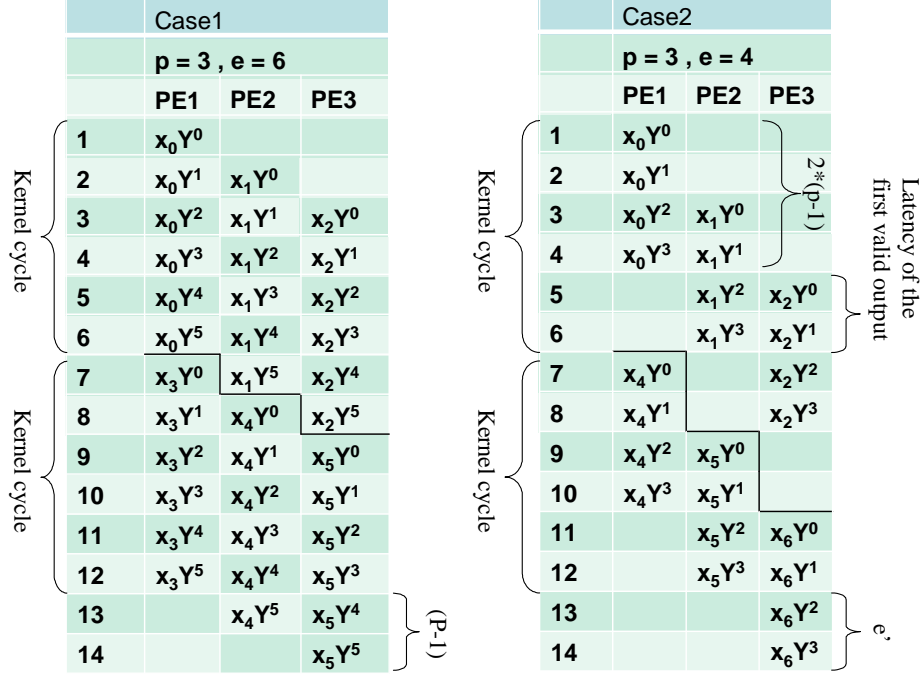 Case1
p = 3 , e = 6
PE1 PE2 PE3
1 x₀Y⁰
2 x₀Y¹ x₁Y⁰
3 x₀Y² x₁Y¹ x₂Y⁰
4 x₀Y³ x₁Y² x₂Y¹
5 x₀Y⁴ x₁Y³ x₂Y²
6 x₀Y⁵ x₁Y⁴ x₂Y³
7 x₃Y⁰ x₁Y⁵ x₂Y⁴
8 x₃Y¹ x₄Y⁰ x₂Y⁵
9 x₃Y² x₄Y¹ x₅Y⁰
10 x₃Y³ x₄Y² x₅Y¹
11 x₃Y⁴ x₄Y³ x₅Y²
12 x₃Y⁵ x₄Y⁴ x₅Y³
13 x₄Y⁵ x₅Y⁴
14 x₅Y⁵
Kernel cycle
Kernel cycle
(P-1)
Case2
p = 3 , e = 4
PE1 PE2 PE3
1 x₀Y⁰
2 x₀Y¹
3 x₀Y² x₁Y⁰
4 x₀Y³ x₁Y¹
5 x₁Y² x₂Y⁰
6 x₁Y³ x₂Y¹
7 x₄Y⁰ x₂Y²
8 x₄Y¹ x₂Y³
9 x₄Y² x₅Y⁰
10 x₄Y³ x₅Y¹
11 x₅Y² x₆Y⁰
12 x₅Y³ x₆Y¹
13 x₆Y²
14 x₆Y³
Kernel cycle
Kernel cycle
2*(p-1)
Latency of the
first valid output
e’